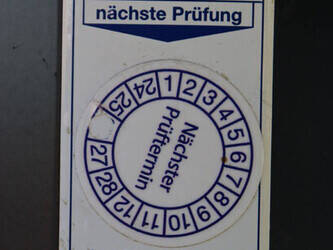 nächste Prüfung
Nächster
Prüftermin
1 2 3 4 5 6 7 8 9 10 11 12 28 27 25 24